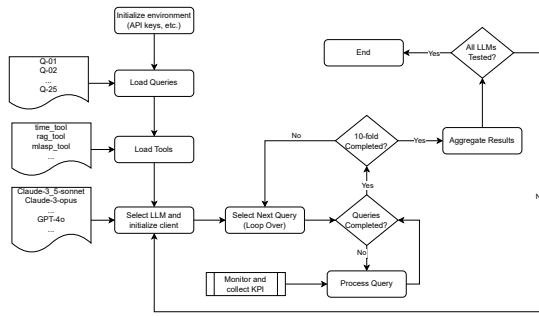 Initialize environment
(API keys, etc.)
Q-01
Q-02
...
Q-25
Load Queries
time_tool
rag_tool
mlasp_tool
...
Load Tools
Claude-3_5-sonnet
Claude-3-opus
...
GPT-4o
...
Select LLM and
initialize client
Select Next Query
(Loop Over)
Queries
Completed?
No
Process Query
Monitor and
collect KPI
Yes
10-fold
Completed?
No
Yes
Aggregate Results
All LLMs
Tested?
Yes
End
N